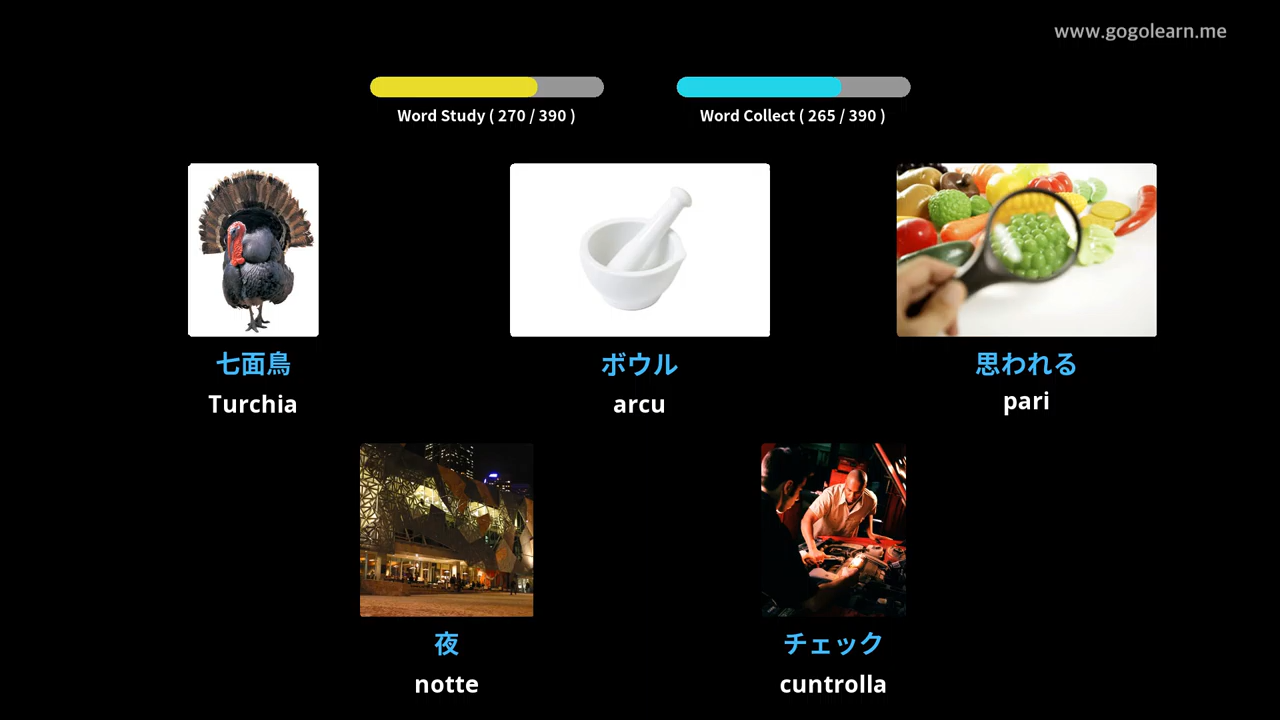 www.gogolearn.me
Word Study ( 270 / 390 )
Word Collect ( 265 / 390 )
七面鳥
ボウル
思われる
Turchia
arcu
pari
夜
チェック
notte
cuntrolla